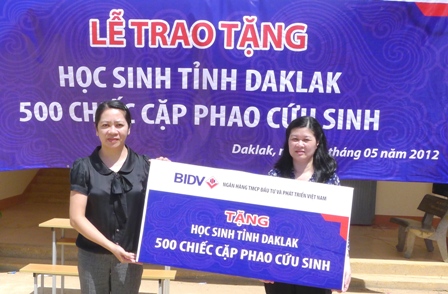 LỄ TRAO TẶNG
HỌC SINH TỈNH DAKLAK
500 CHIẾC CẶP PHAO CỨU SINH
Daklak, tháng 05 năm 2012
BIDV NGÂN HÀNG TMCP ĐẦU TƯ VÀ PHÁT TRIỂN VIỆT NAM
TẶNG
HỌC SINH TỈNH DAKLAK
500 CHIẾC CẶP PHAO CỨU SINH